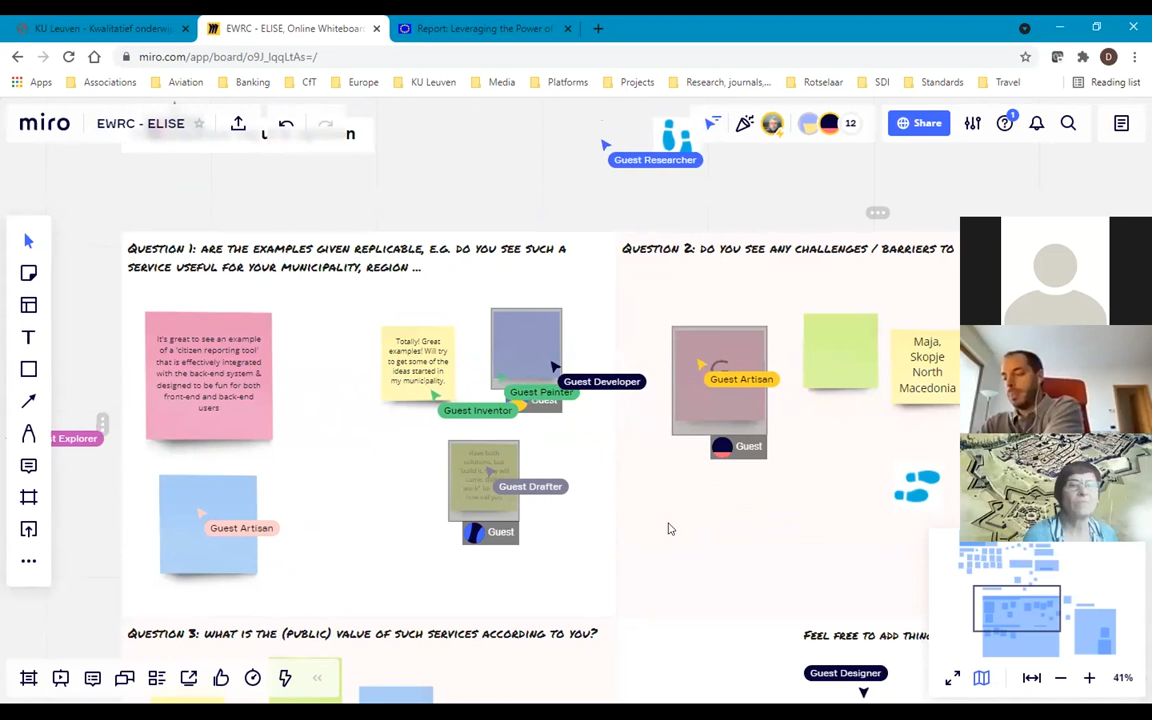 KU Leuven - Kwalitatief onderwij
EWRC - ELISE, Online Whiteboard
Report: Leveraging the Power of
miro.com/app/board/o9J_lqqLtAs=/
D
Apps
Associations
Aviation
Banking
CfT
Europe
KU Leuven
Media
Platforms
Projects
Research, journals,...
Rotselaar
SDI
Standards
Travel
Reading list
miro
EWRC - ELISE
12
Share
1
Guest Researcher
QUESTION 1: ARE THE EXAMPLES GIVEN REPLICABLE, E.G. DO YOU SEE SUCH A
SERVICE USEFUL FOR YOUR MUNICIPALITY, REGION ...
QUESTION 2: DO YOU SEE ANY CHALLENGES / BARRIERS TO
It's great to see an example
of a 'citizen reporting tool'
that is effectively integrated
with the back-end system &
designed to be fun for both
front-end and back-end
users
Totally! Great
examples! Will try
to get some of the
ideas started in
my municipality.
Guest Developer
Guest Painter
Guest
Guest Inventor
Guest Artisan
Guest
Maja,
Skopje
North
Macedonia
st Explorer
Guest Drafter
Guest
Guest Artisan
QUESTION 3: WHAT IS THE (PUBLIC) VALUE OF SUCH SERVICES ACCORDING TO YOU?
FEEL FREE TO ADD THIN
Guest Designer
41%